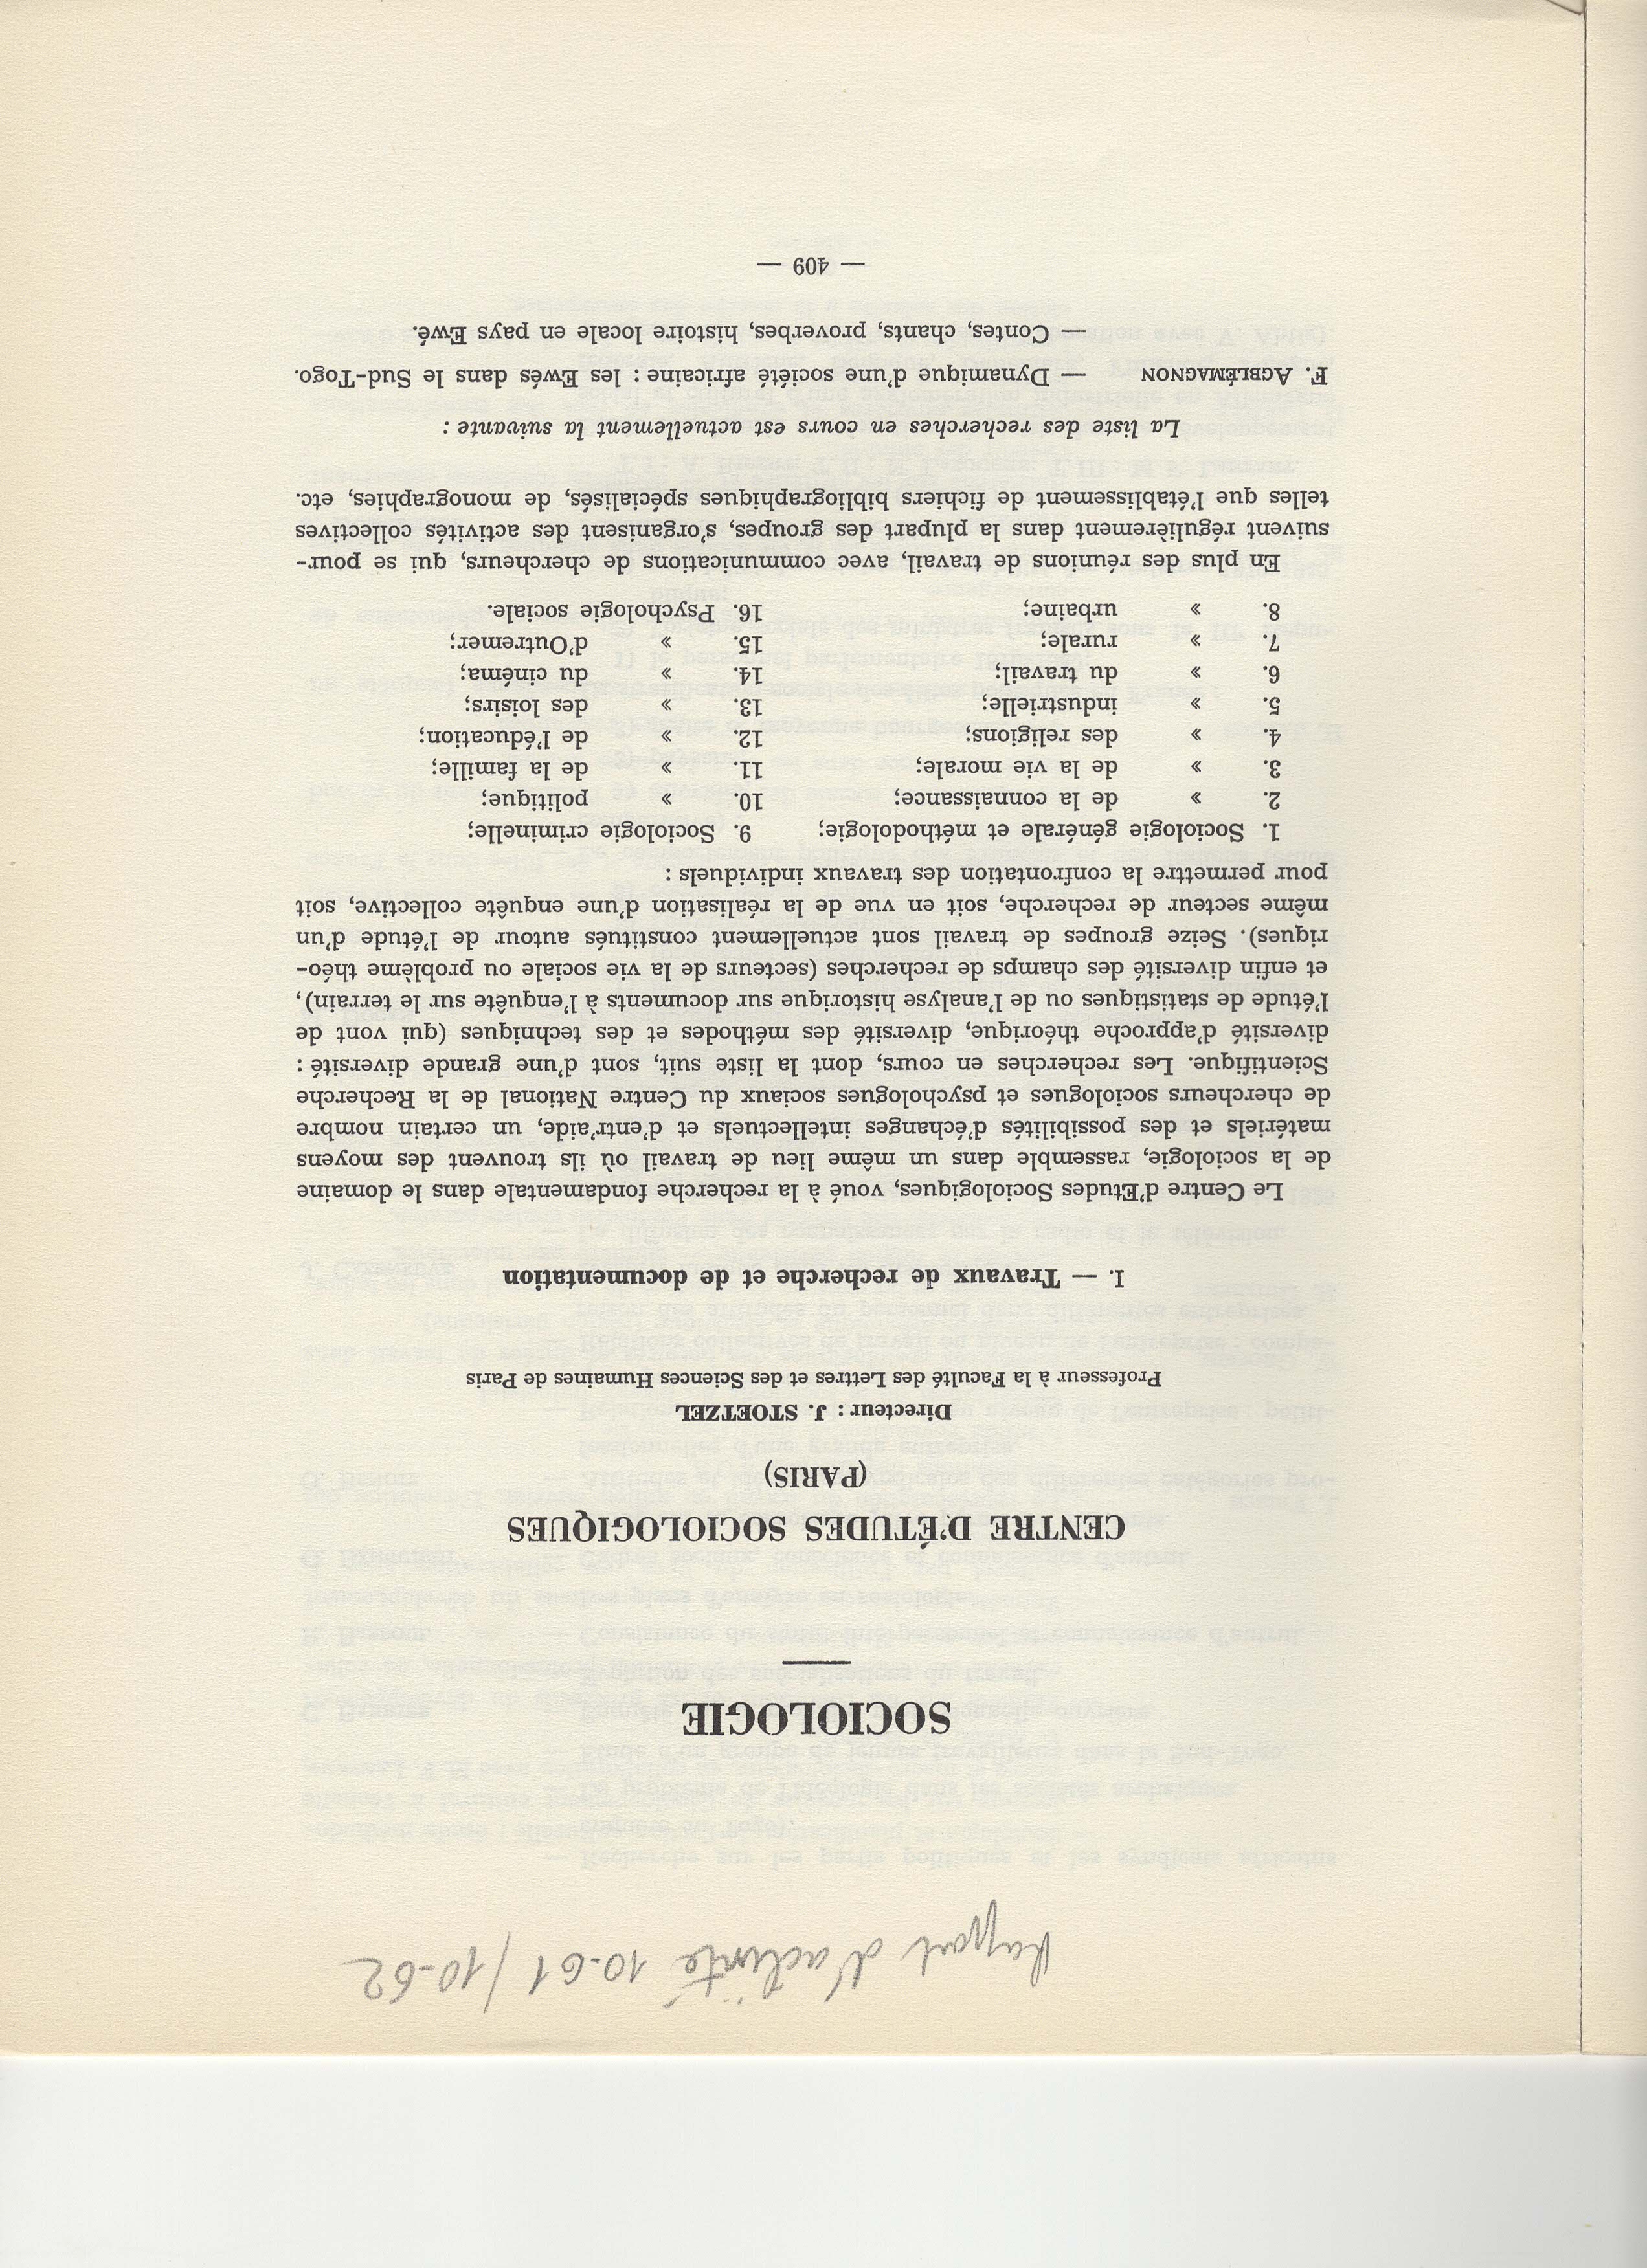 Rapport d'activité 10-61 / 10-62
SOCIOLOGIE
CENTRE D'ÉTUDES SOCIOLOGIQUES
(PARIS)
Directeur : J. STOETZEL
Professeur à la Faculté des Lettres et des Sciences Humaines de Paris
I. — Travaux de recherche et de documentation
Le Centre d'Etudes Sociologiques, voué à la recherche fondamentale dans le domaine
de la sociologie, rassemble dans un même lieu de travail où ils trouvent des moyens
matériels et des possibilités d'échanges intellectuels et d'entr'aide, un certain nombre
de chercheurs sociologues et psychologues sociaux du Centre National de la Recherche
Scientifique. Les recherches en cours, dont la liste suit, sont d'une grande diversité :
diversité d'approche théorique, diversité des méthodes et des techniques (qui vont de
l'étude de statistiques ou de l'analyse historique sur documents à l'enquête sur le terrain),
et enfin diversité des champs de recherches (secteurs de la vie sociale ou problème théo-
riques). Seize groupes de travail sont actuellement constitués autour de l'étude d'un
même secteur de recherche, soit en vue de la réalisation d'une enquête collective, soit
pour permettre la confrontation des travaux individuels :
1. Sociologie générale et méthodologie; 9. Sociologie criminelle;
2. » de la connaissance; 10. » politique;
3. » de la vie morale; 11. » de la famille;
4. » des religions; 12. » de l'éducation;
5. » industrielle; 13. » des loisirs;
6. » du travail; 14. » du cinéma;
7. » rurale; 15. » d'Outremer;
8. » urbaine; 16. Psychologie sociale.
En plus des réunions de travail, avec communications de chercheurs, qui se pour-
suivent régulièrement dans la plupart des groupes, s'organisent des activités collectives
telles que l'établissement de fichiers bibliographiques spécialisés, de monographies, etc.
La liste des recherches en cours est actuellement la suivante :
F. AGBLÉMAGNON — Dynamique d'une société africaine : les Ewés dans le Sud-Togo.
— Contes, chants, proverbes, histoire locale en pays Ewé.
— 409 —